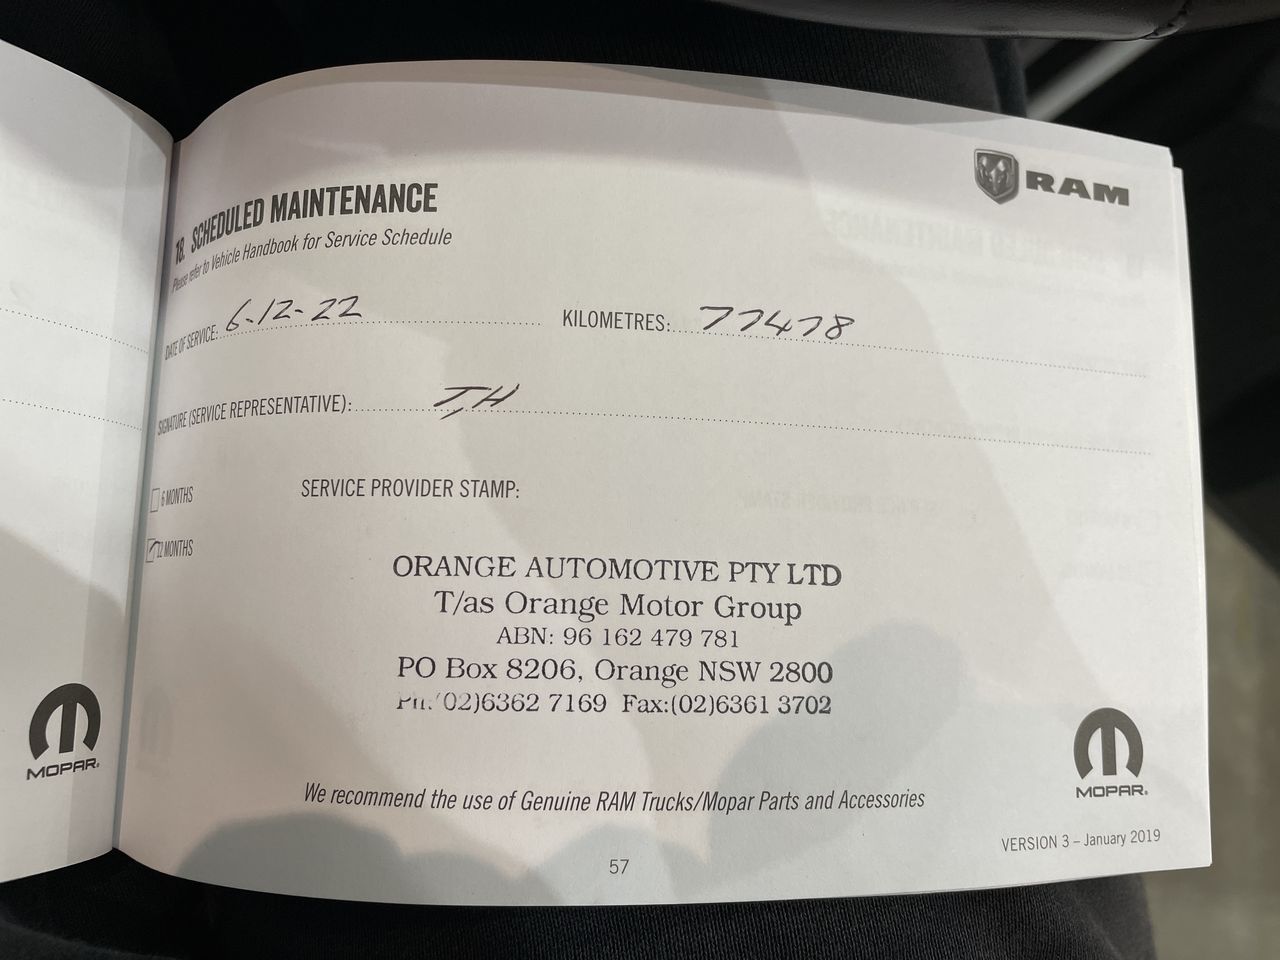 RAM
18. SCHEDULED MAINTENANCE
Please refer to Vehicle Handbook for Service Schedule
DATE OF SERVICE: 6-12-22 KILOMETRES: 77478
SIGNATURE (SERVICE REPRESENTATIVE): T,H
6 MONTHS
SERVICE PROVIDER STAMP:
12 MONTHS
ORANGE AUTOMOTIVE PTY LTD
T/as Orange Motor Group
ABN: 96 162 479 781
PO Box 8206, Orange NSW 2800
Ph:(02)6362 7169 Fax:(02)6361 3702
MOPAR.
MOPAR.
We recommend the use of Genuine RAM Trucks/Mopar Parts and Accessories
VERSION 3 – January 2019
57